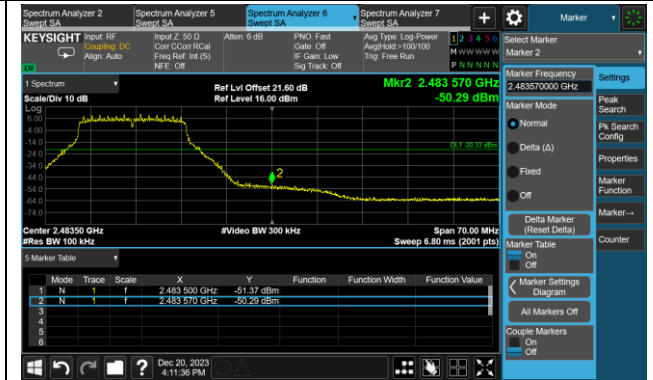 Spectrum Analyzer 2
Swept SA
Spectrum Analyzer 5
Swept SA
Spectrum Analyzer 6
Swept SA
Spectrum Analyzer 7
Swept SA
+
Marker
KEYSIGHT
Input: RF
Coupling: DC
Align: Auto
Input Z: 50 Ω
Corr CCorr RCal
Freq Ref: Int (S)
NFE: Off
Atten: 6 dB
PNO: Fast
Gate: Off
IF Gain: Low
Sig Track: Off
Avg Type: Log-Power
Avg|Hold:>100/100
Trig: Free Run
1 2 3 4 5 6
M W W W W W
P N N N N N
LXI
Select Marker
Marker 2
1 Spectrum
Ref Lvl Offset 21.60 dB
Mkr2 2.483 570 GHz
Scale/Div 10 dB
Ref Level 16.00 dBm
-50.29 dBm
Log
6.00
-4.00
-14.0
-24.0
-34.0
-44.0
-54.0
-64.0
-74.0
DL1 -20.33 dBm
2
Center 2.48350 GHz
#Video BW 300 kHz
Span 70.00 MHz
#Res BW 100 kHz
Sweep 6.80 ms (2001 pts)
5 Marker Table
Mode Trace Scale X Y Function Function Width Function Value
1 N 1 f 2.483 500 GHz -51.37 dBm
2 N 1 f 2.483 570 GHz -50.29 dBm
3
4
5
6
Marker Frequency
2.483570000 GHz
Marker Mode
Normal
Delta (Δ)
Fixed
Off
Delta Marker
(Reset Delta)
Marker Table
On
Off
Marker Settings
Diagram
All Markers Off
Couple Markers
On
Off
Settings
Peak
Search
Pk Search
Config
Properties
Marker
Function
Marker→
Counter
?
Dec 20, 2023
4:11:36 PM